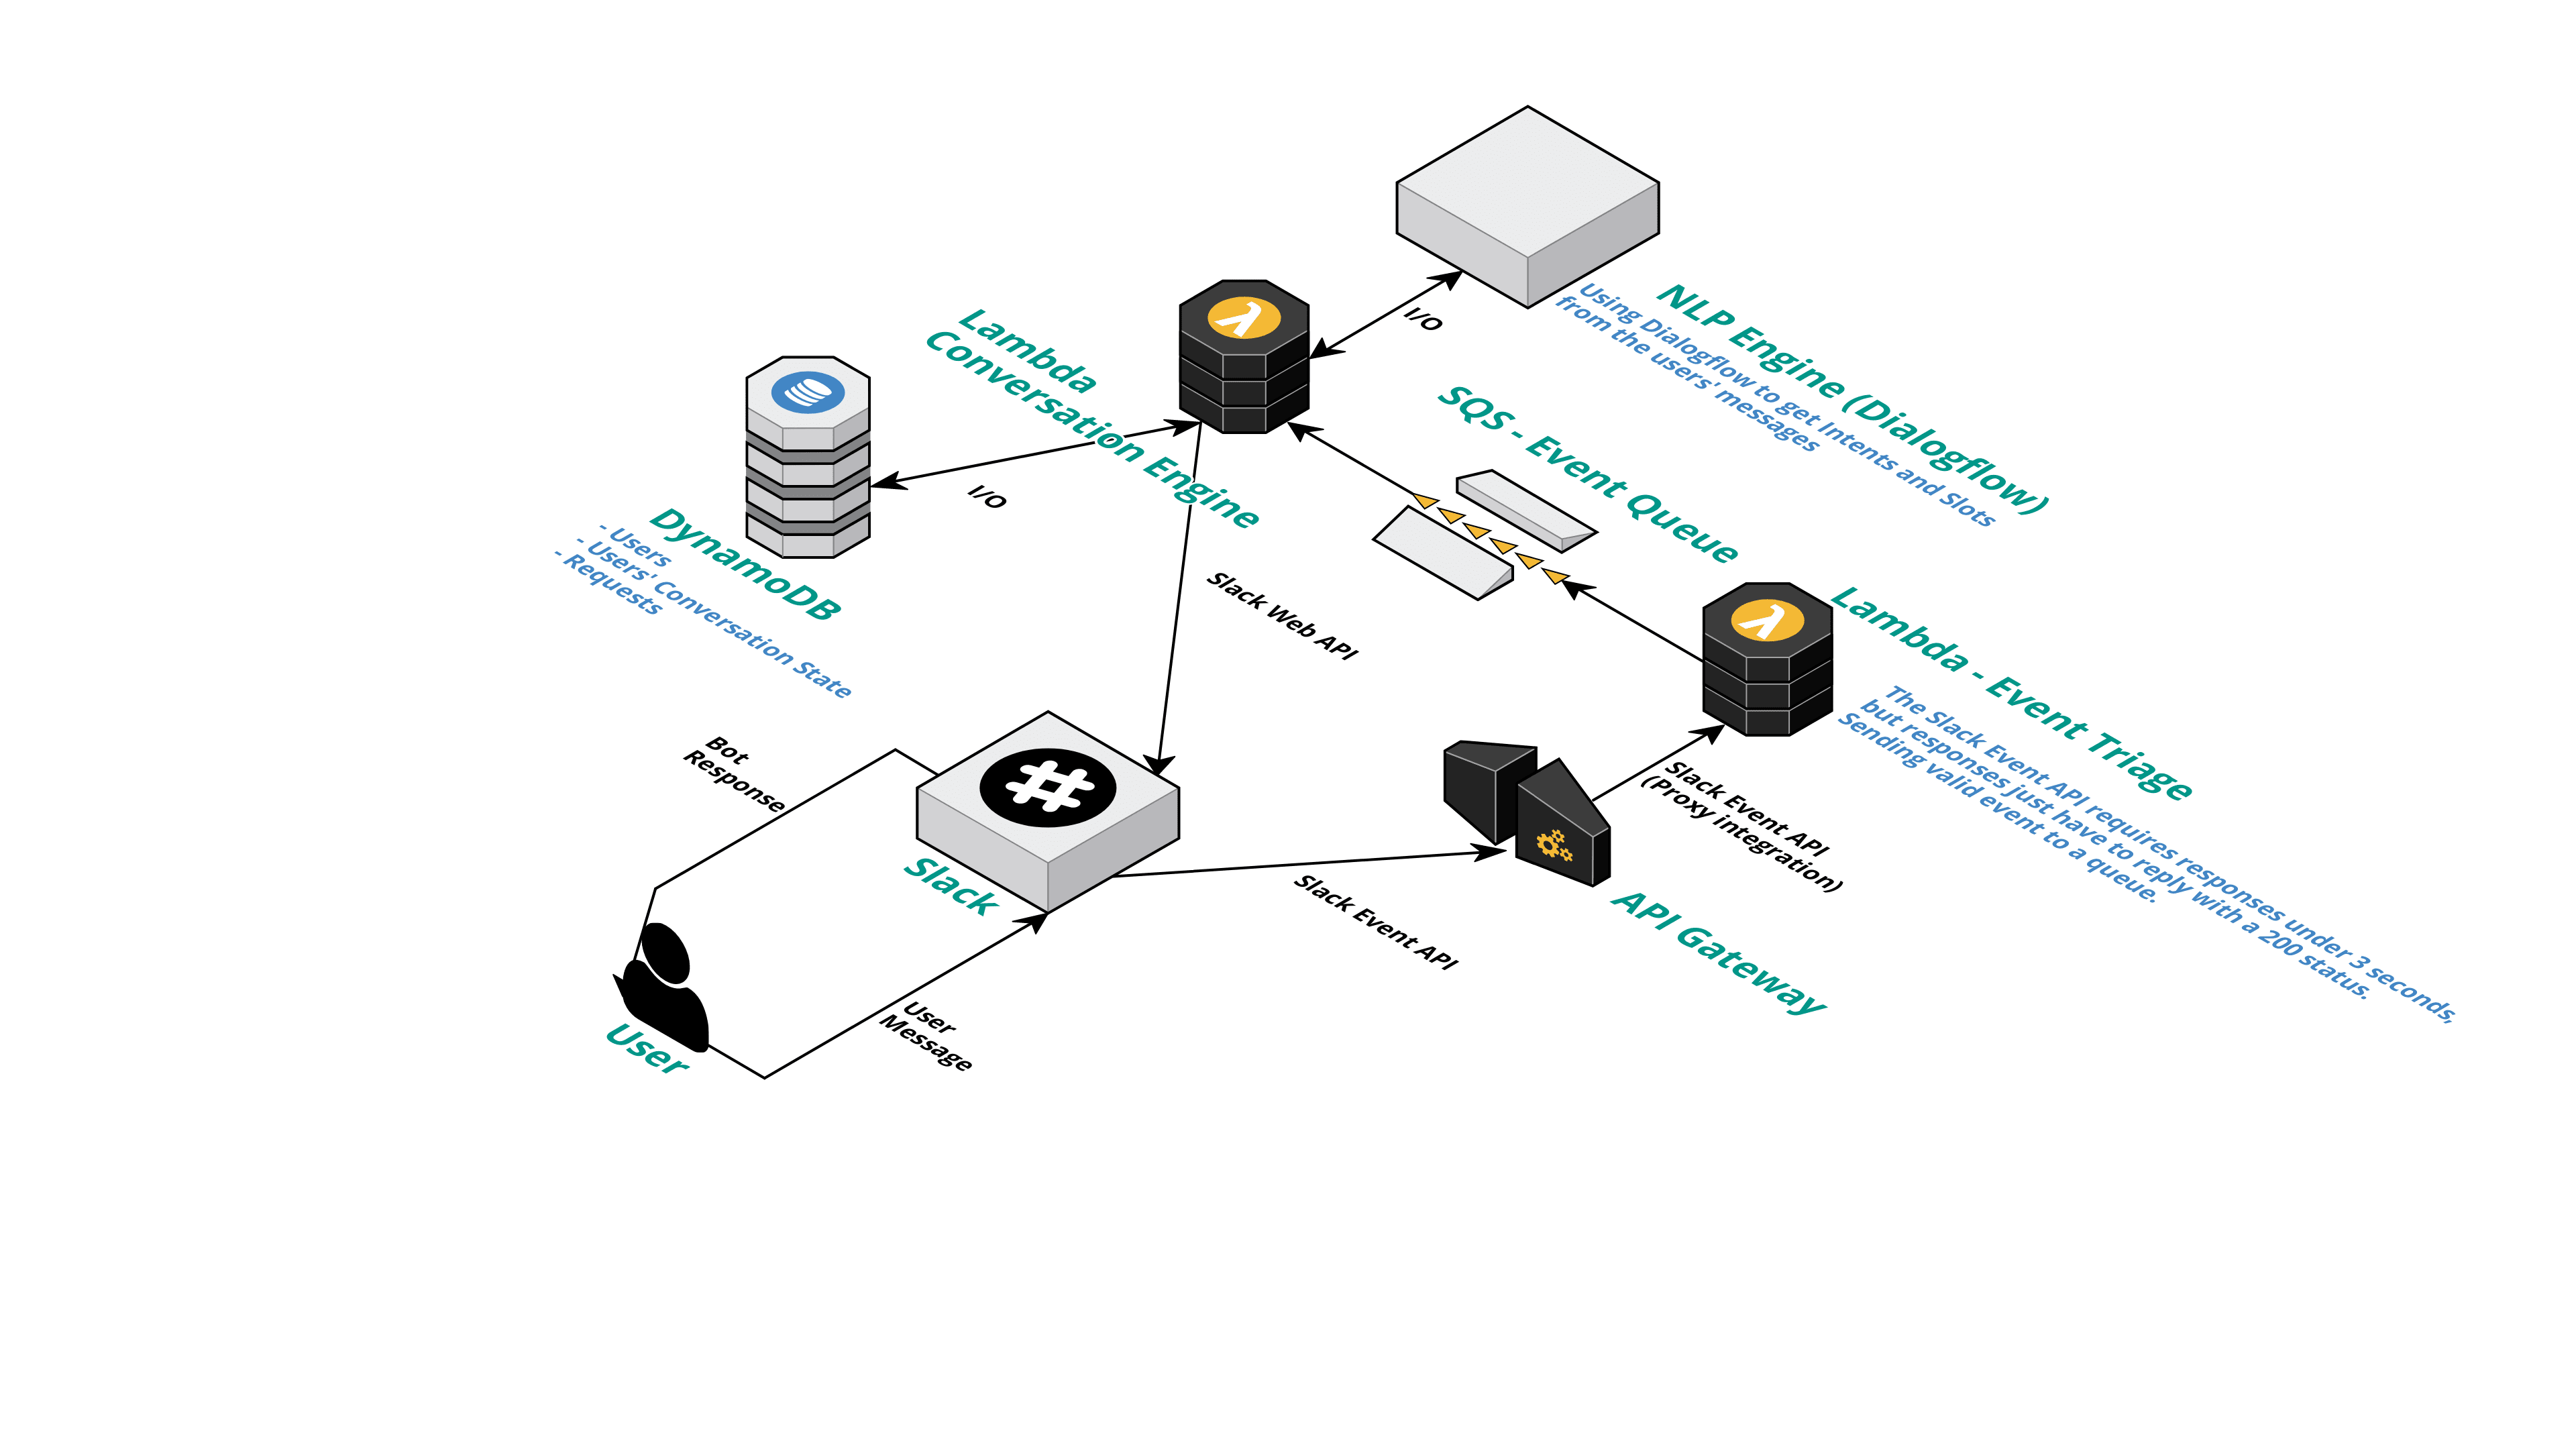 NLP Engine (Dialogflow)
Using Dialogflow to get Intents and Slots
from the users' messages
I/O
Lambda
Conversation Engine
SQS - Event Queue
I/O
DynamoDB
- Users
- Users' Conversation State
- Requests
Slack Web API
Lambda - Event Triage
The Slack Event API requires responses under 3 seconds,
but responses just have to reply with a 200 status.
Sending valid event to a queue.
Bot
Response
Slack Event API
(Proxy integration)
Slack
Slack Event API
API Gateway
User
Message
User